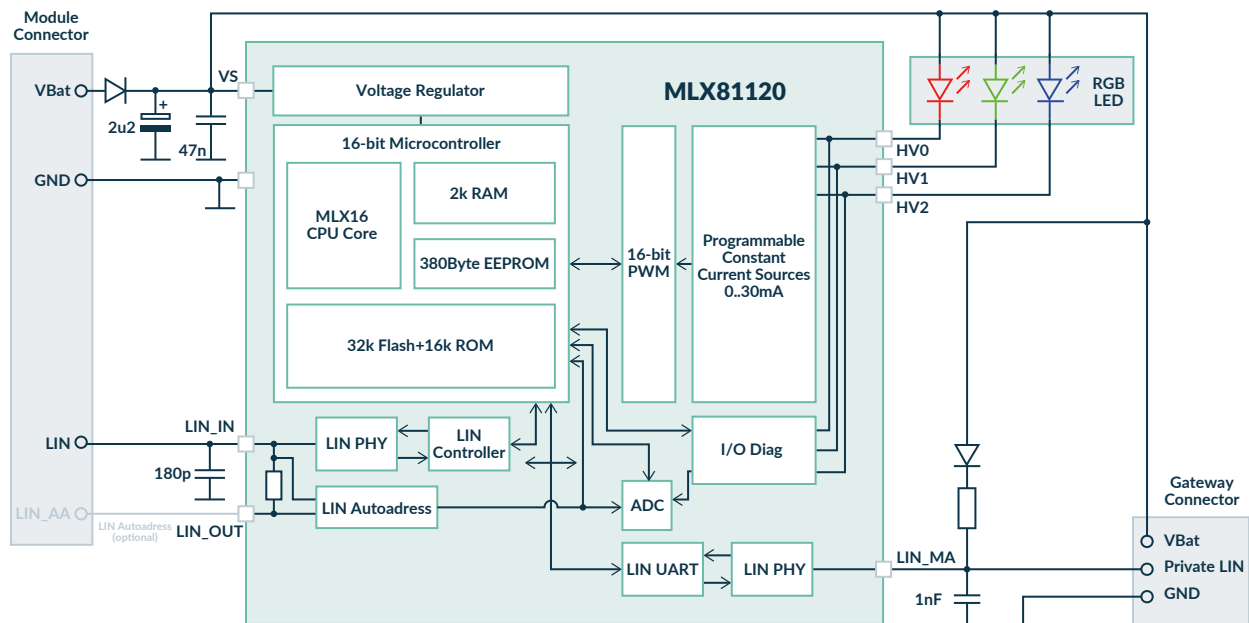 Module
Connector
VBat
VS
+
2u2
47n
GND
LIN
LIN_IN
180p
LIN_AA
LIN Autoadress
(optional)
LIN_OUT
MLX81120
Voltage Regulator
16-bit Microcontroller
MLX16
CPU Core
2k RAM
380Byte EEPROM
32k Flash+16k ROM
16-bit
PWM
Programmable
Constant
Current Sources
0..30mA
LIN PHY
LIN
Controller
LIN Autoadress
I/O Diag
ADC
LIN UART
LIN PHY
RGB
LED
HV0
HV1
HV2
LIN_MA
1nF
Gateway
Connector
VBat
Private LIN
GND